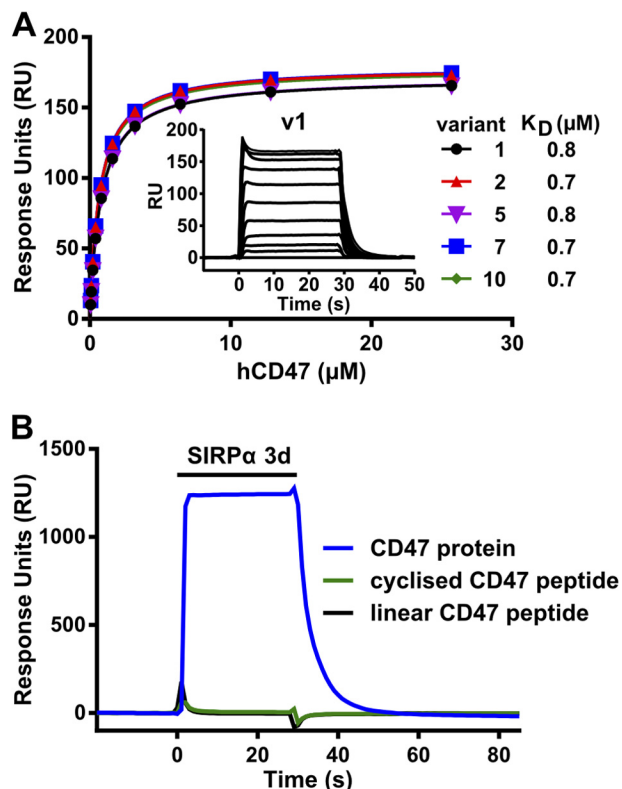 A
Response Units (RU)
200
150
100
50
0
0 10 20 30
hCD47 (µM)
v1
RU
200
150
100
50
0
0 10 20 30 40 50
Time (s)
variant KD (µM)
1 0.8
2 0.7
5 0.8
7 0.7
10 0.7
B
Response Units (RU)
1500
1000
500
0
0 20 40 60 80
Time (s)
SIRPα 3d
CD47 protein
cyclised CD47 peptide
linear CD47 peptide